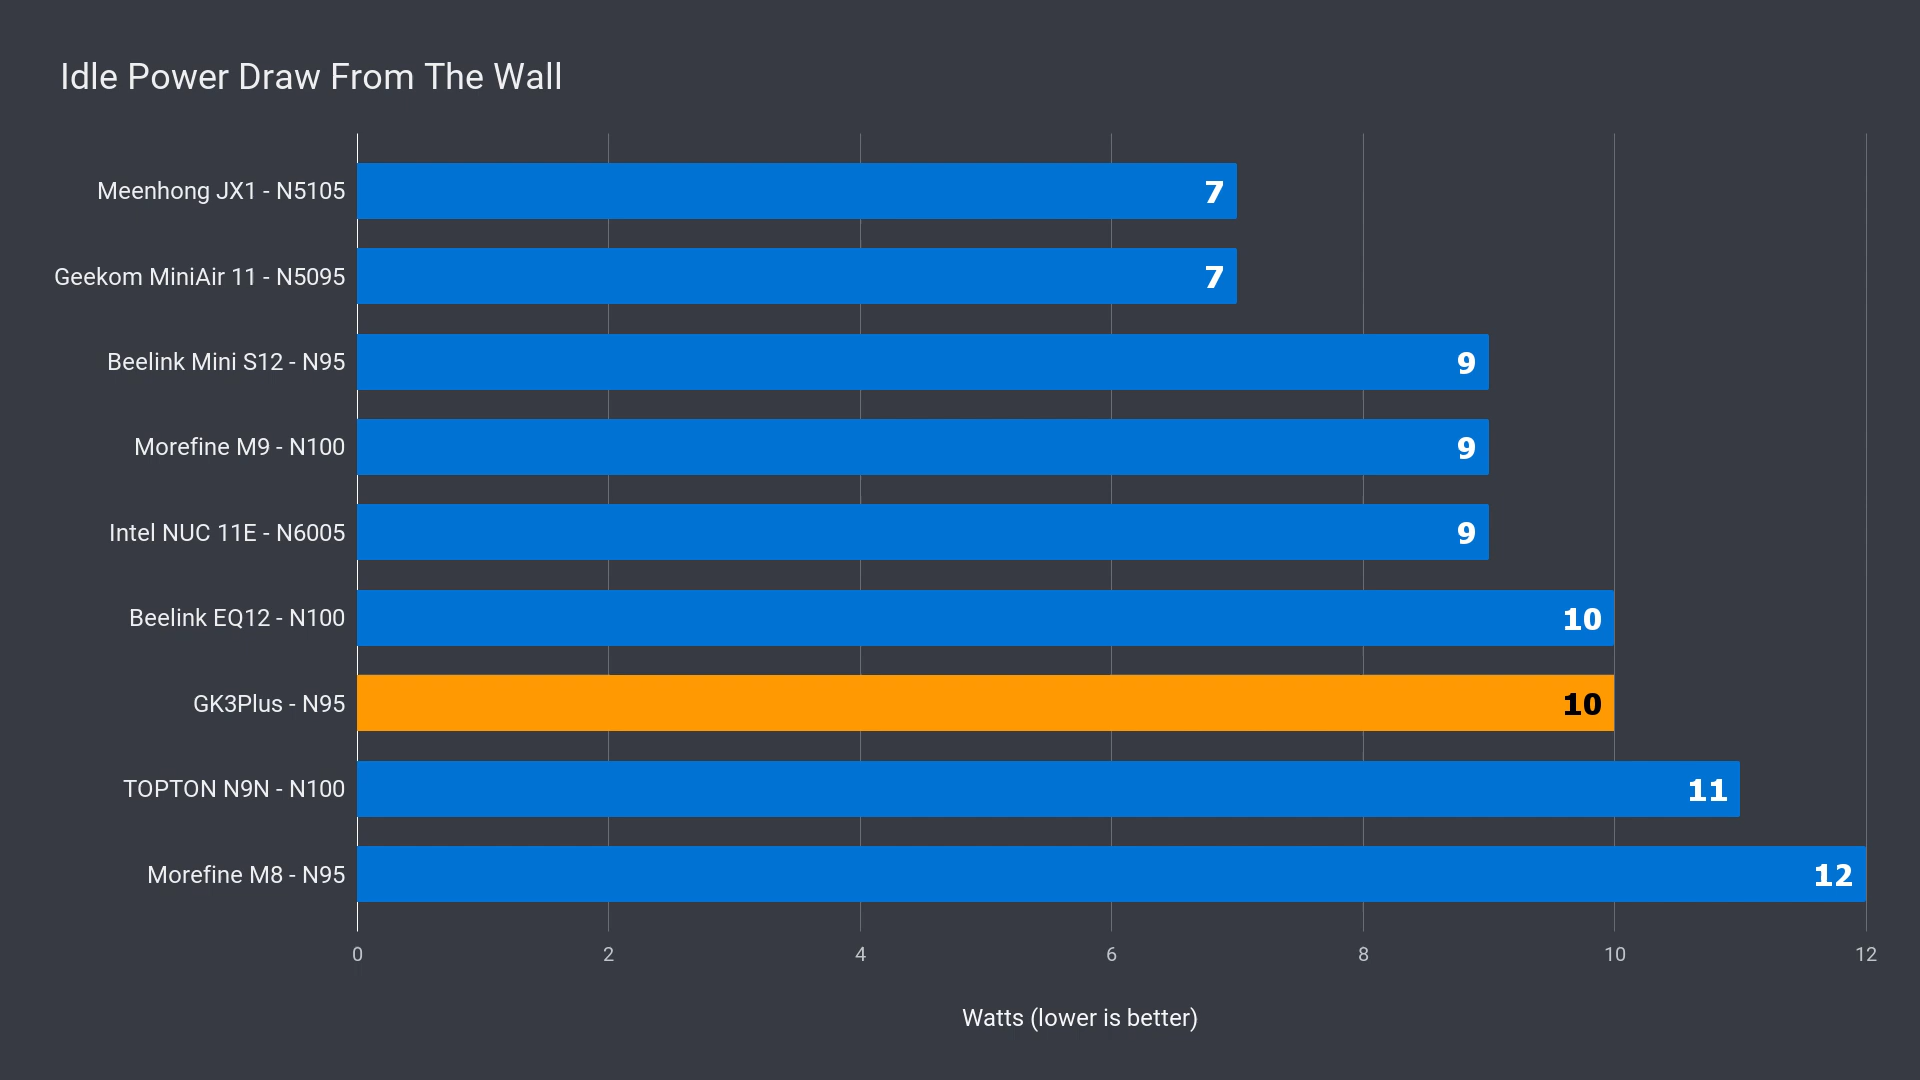 Idle Power Draw From The Wall
Meenhong JX1 - N5105
7
Geekom MiniAir 11 - N5095
7
Beelink Mini S12 - N95
9
Morefine M9 - N100
9
Intel NUC 11E - N6005
9
Beelink EQ12 - N100
10
GK3Plus - N95
10
TOPTON N9N - N100
11
Morefine M8 - N95
12
0 2 4 6 8 10 12
Watts (lower is better)